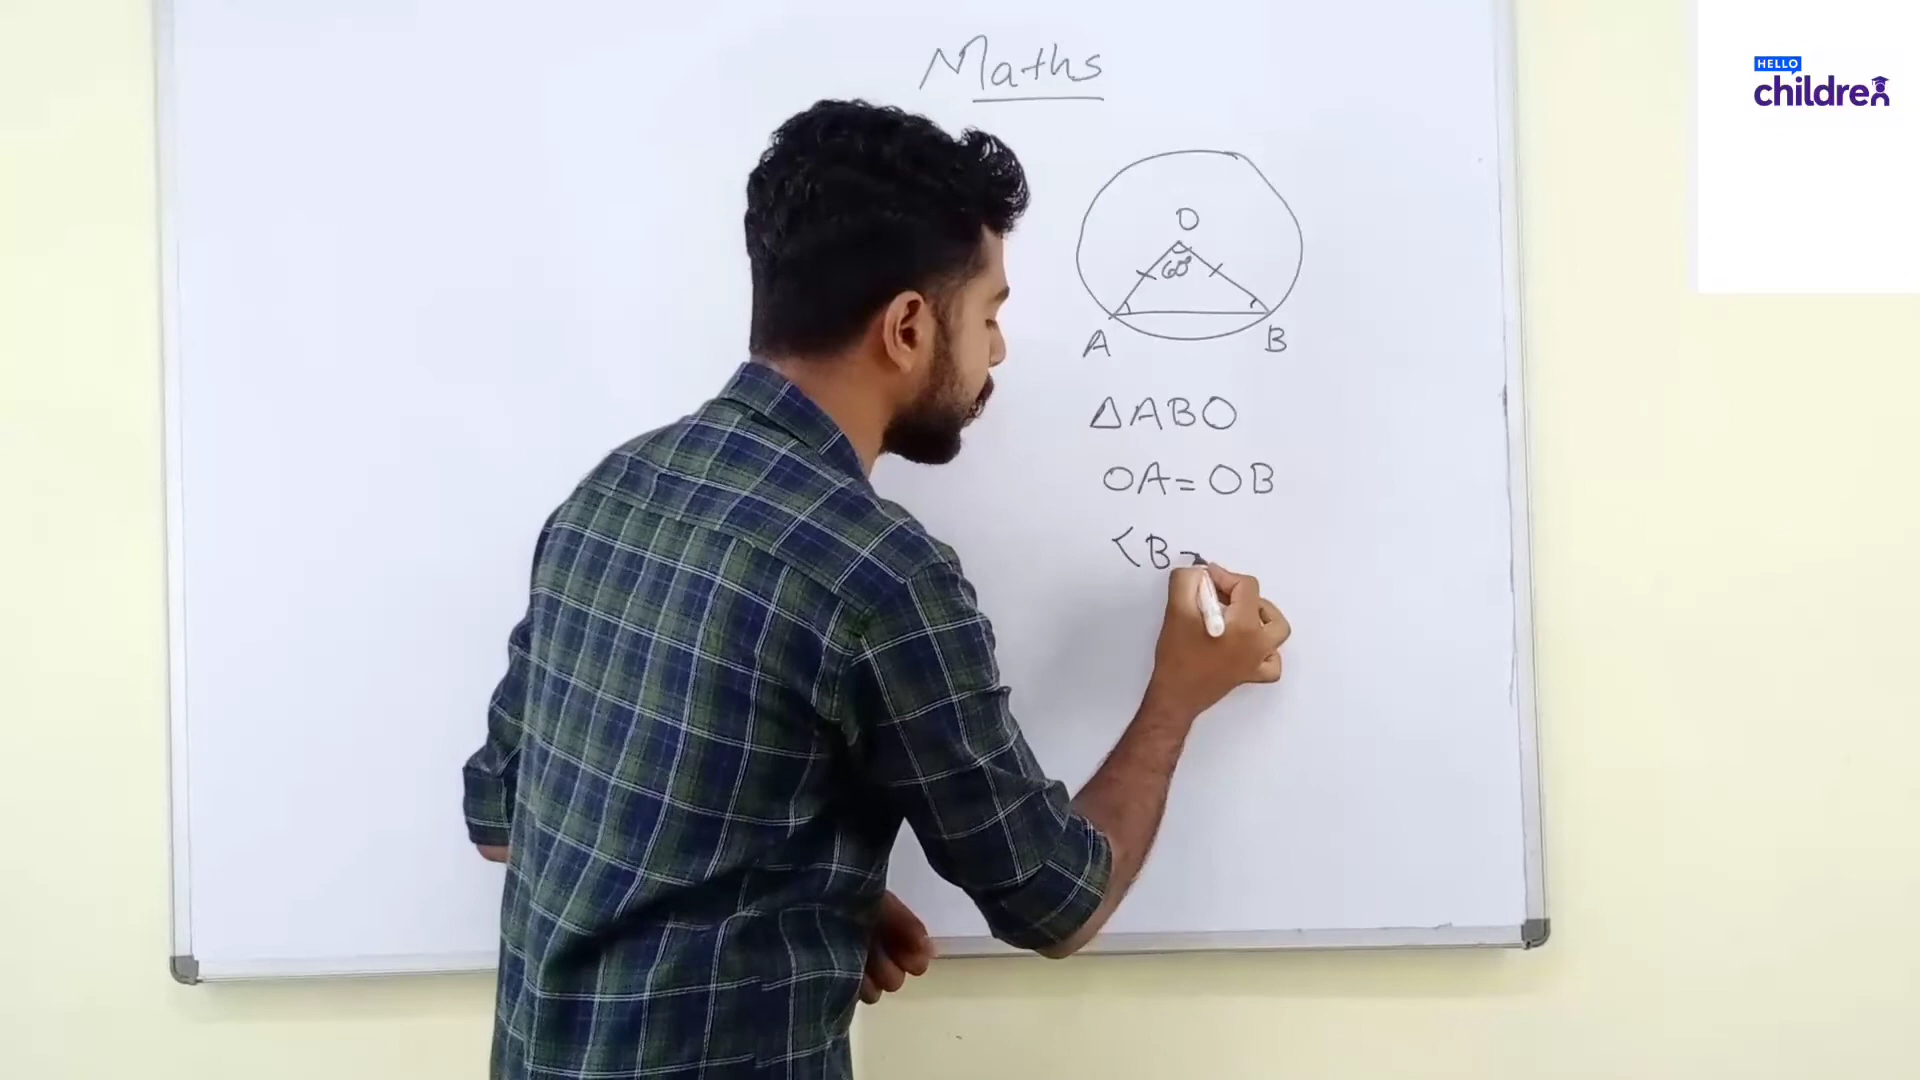 HELLO
children
Maths
O
60°
A B
△ABO
OA=OB
<B=